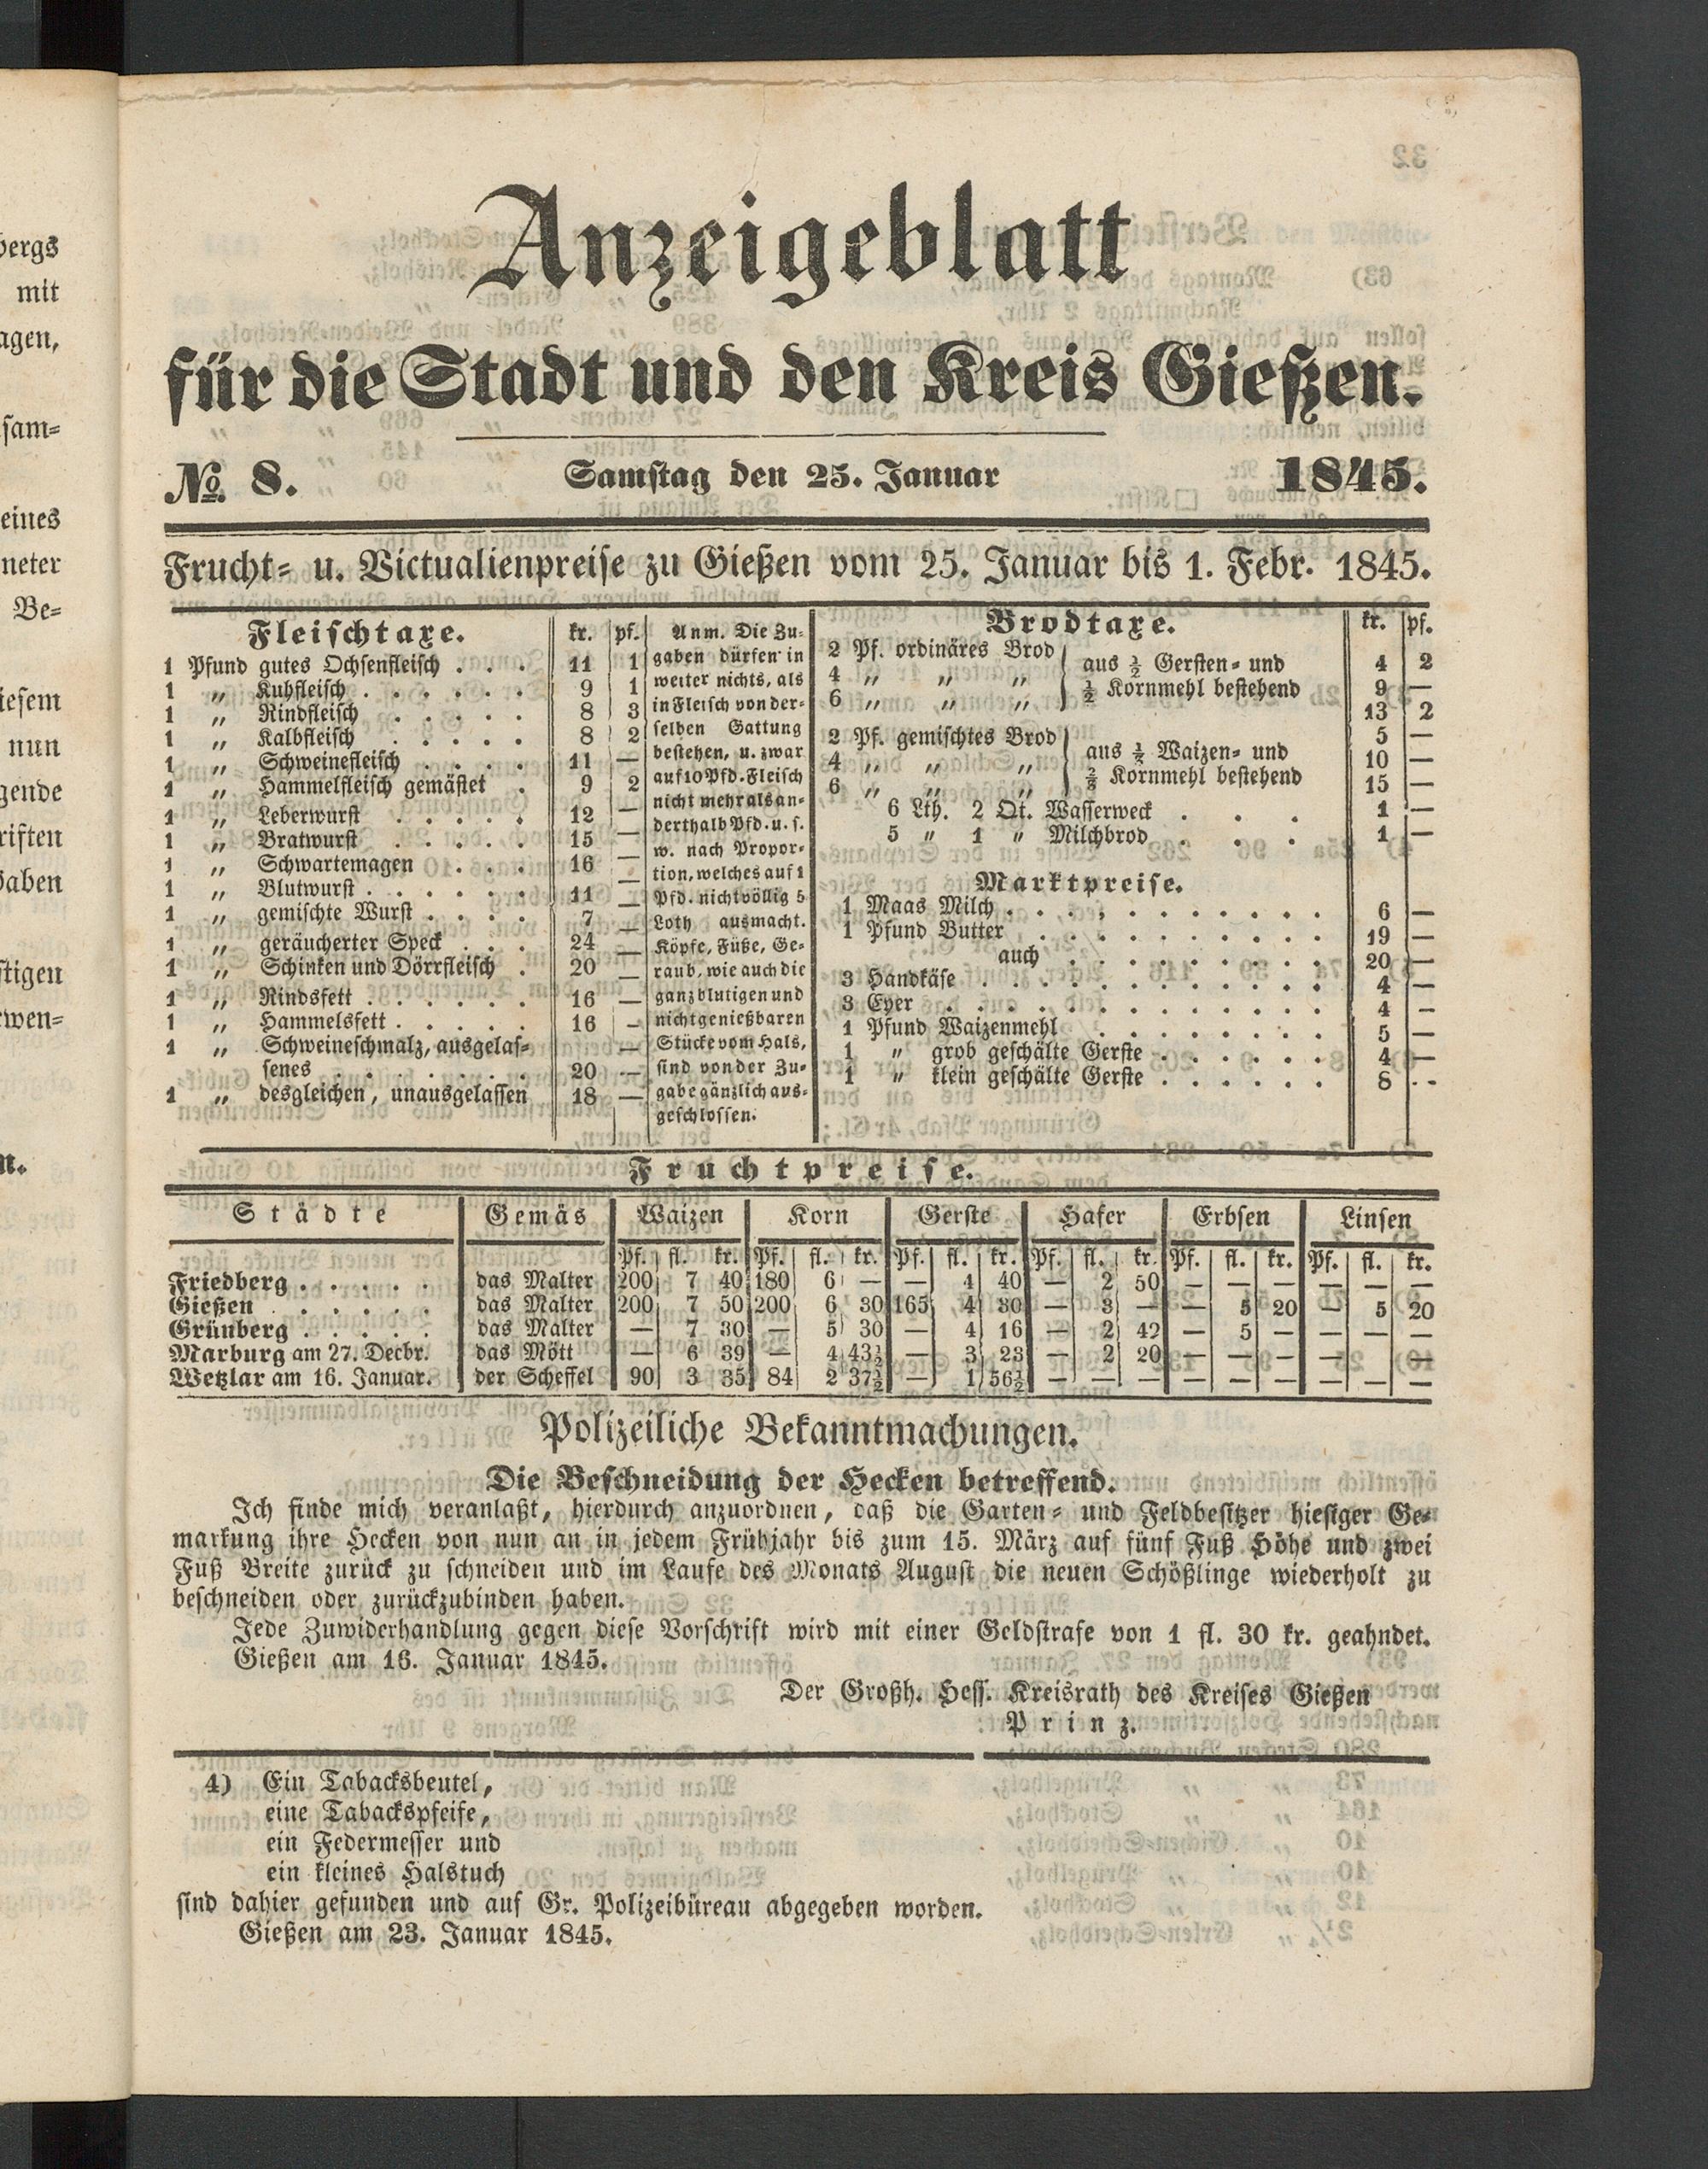 Anzeigeblatt
für die Stadt und den Kreis Gießen.
№ 8. Samstag den 25. Januar 1845.
Frucht- u. Victualienpreise zu Gießen vom 25. Januar bis 1. Febr. 1845.
Fleischtaxe. kr. pf.
1 Pfund gutes Ochsenfleisch . . . 11 1
1 „ Kuhfleisch . . . . . . 9 1
1 „ Rindfleisch . . . . . 8 3
1 „ Kalbfleisch . . . . . 8 2
1 „ Schweinefleisch . . . . 11 —
1 „ Hammelfleisch gemästet . 9 2
1 „ Leberwurst . . . . . 12 —
1 „ Bratwurst . . . . . 15 —
1 „ Schwartemagen . . . 16 —
1 „ Blutwurst . . . . . . 11 —
1 „ gemischte Wurst . . . . 7 —
1 „ geräucherter Speck . . . 24 —
1 „ Schinken und Dörrfleisch . 20 —
1 „ Rindsfett . . . . . . 16 —
1 „ Hammelsfett . . . . . 16 —
1 „ Schweineschmalz, ausgelas-
senes . . . . . . . 20 —
1 „ desgleichen, unausgelassen 18 —
Anm. Die Zu-
gaben dürfen in
weiter nichts, als
in Fleisch von der-
selben Gattung
bestehen, u. zwar
auf 10 Pfd. Fleisch
nicht mehr als an-
derthalb Pfd. u. s.
w. nach Propor-
tion, welches auf 1
Pfd. nicht völlig 5
Loth ausmacht.
Köpfe, Füße, Ge-
raub, wie auch die
ganz blutigen und
nicht genießbaren
Stücke vom Hals,
sind von der Zu-
gabe gänzlich aus-
geschlossen.
Brodtaxe. kr. pf.
2 Pf. ordinäres Brod 4 2
4 „ „ „ aus ½ Gersten- und 9 —
6 „ „ „ ½ Kornmehl bestehend 13 2
2 Pf. gemischtes Brod 5 —
4 „ „ „ aus ⅓ Waizen- und 10 —
6 „ „ „ ⅔ Kornmehl bestehend 15 —
6 Lth. 2 Qt. Wasserweck . . . 1 —
5 „ 1 „ Milchbrod . . . 1 —
Marktpreise.
1 Maas Milch . . . . . . . . . . 6 —
1 Pfund Butter . . . . . . . . . 19 —
auch . . . . . . . . 20 —
3 Handkäse . . . . . . . . . . . 4 —
3 Eyer . . . . . . . . . . . . 4 —
1 Pfund Waizenmehl . . . . . . . 5 —
1 „ grob geschälte Gerste . . . . . 4 —
1 „ klein geschälte Gerste . . . . . 8 —
Fruchtpreise.
Städte Gemäs Waizen Korn Gerste Hafer Erbsen Linsen
Pf. fl. kr. Pf. fl. kr. Pf. fl. kr. Pf. fl. kr. Pf. fl. kr. Pf. fl. kr.
Friedberg . . . . . das Malter 200 7 40 180 6 — — 4 40 — 2 50 — — — — — —
Gießen . . . . . das Malter 200 7 50 200 6 30 165 4 30 — 3 — — 5 20 — 5 20
Grünberg . . . . . das Malter — 7 30 — 5 30 — 4 16 — 2 42 — 5 — — — —
Marburg am 27. Decbr. das Mött — 6 39 — 4 43½ — 3 23 — 2 20 — — — — —
Wetzlar am 16. Januar. der Scheffel 90 3 35 84 2 37½ — 1 56½ — — — — — — — — —
Polizeiliche Bekanntmachungen.
Die Beschneidung der Hecken betreffend.
Ich finde mich veranlaßt, hierdurch anzuordnen, daß die Garten- und Feldbesitzer hiesiger Ge-
markung ihre Hecken von nun an in jedem Frühjahr bis zum 15. März auf fünf Fuß Höhe und zwei
Fuß Breite zurück zu schneiden und im Laufe des Monats August die neuen Schößlinge wiederholt zu
beschneiden oder zurückzubinden haben.
Jede Zuwiderhandlung gegen diese Vorschrift wird mit einer Geldstrafe von 1 fl. 30 kr. geahndet.
Gießen am 16. Januar 1845.
Der Großh. Hess. Kreisrath des Kreises Gießen
Prinz.
4) Ein Tabacksbeutel,
eine Tabackspfeife,
ein Federmesser und
ein kleines Halstuch
sind dahier gefunden und auf Gr. Polizeibüreau abgegeben worden.
Gießen am 23. Januar 1845.